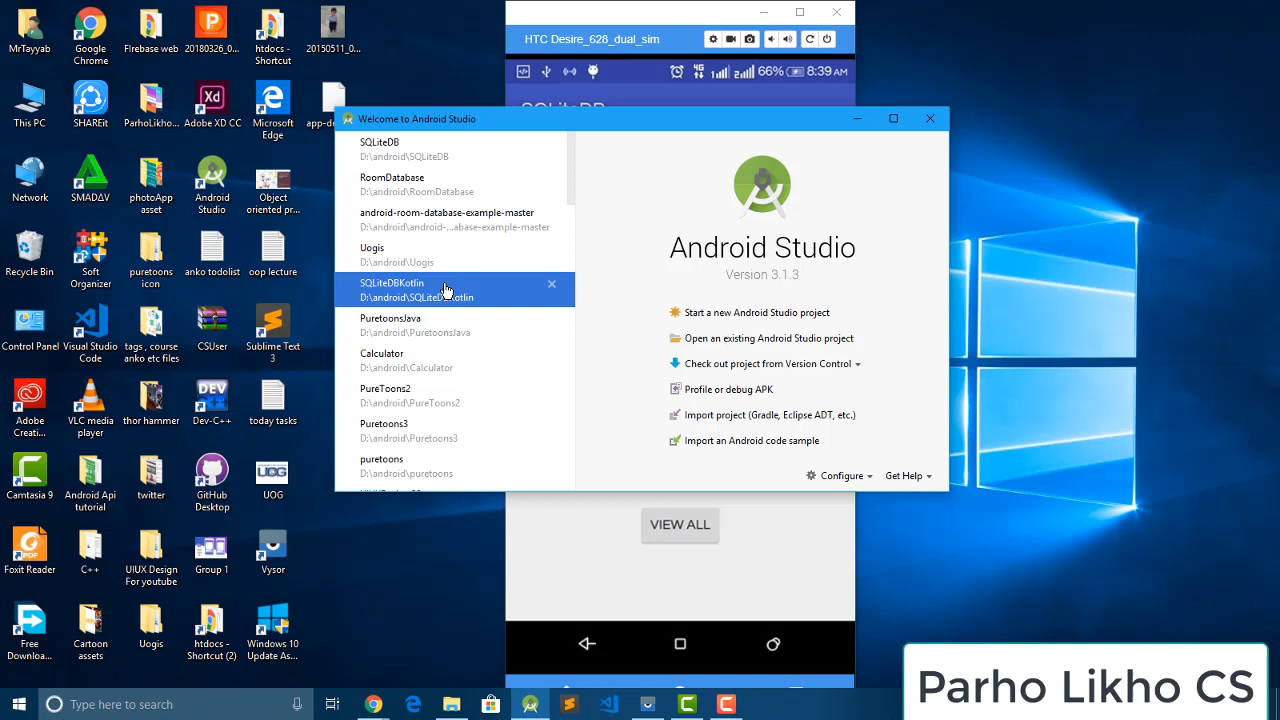 MrTayyab
Google
Chrome
Firebase web
htdocs -
Shortcut
20180326_0...
20150511_0...
This PC
SHAREit
ParhoLikho...
Adobe XD CC
Microsoft
Edge
app-de
Network
SMADAV
photoApp
asset
Android
Studio
Object
oriented pr...
Recycle Bin
Soft
Organizer
puretoons
icon
anko todolist
oop lecture
Control Panel
Visual Studio
Code
tags , course
anko etc files
CSUser
Sublime Text
3
Adobe
Creati...
VLC media
player
thor hammer
Dev-C++
today tasks
Camtasia 9
Android Api
tutorial
twitter
GitHub
Desktop
UOG
Foxit Reader
C++
UIUX Design
For youtube
Group 1
Vysor
Free
Downloa...
Cartoon
assets
Uogis
htdocs -
Shortcut (2)
Windows 10
Update As...
HTC Desire_628_dual_sim
4G
66%
8:39 AM
Welcome to Android Studio
SQLiteDB
D:\android\SQLiteDB
RoomDatabase
D:\android\RoomDatabase
android-room-database-example-master
D:\android\android-...abase-example-master
Uogis
D:\android\Uogis
SQLiteDBKotlin
D:\android\SQLiteDBKotlin
PuretoonsJava
D:\android\PuretoonsJava
Calculator
D:\android\Calculator
PureToons2
D:\android\PureToons2
Puretoons3
D:\android\Puretoons3
puretoons
D:\android\puretoons
Android Studio
Version 3.1.3
Start a new Android Studio project
Open an existing Android Studio project
Check out project from Version Control
Profile or debug APK
Import project (Gradle, Eclipse ADT, etc.)
Import an Android code sample
Configure
Get Help
VIEW ALL
Parho Likho CS
Type here to search